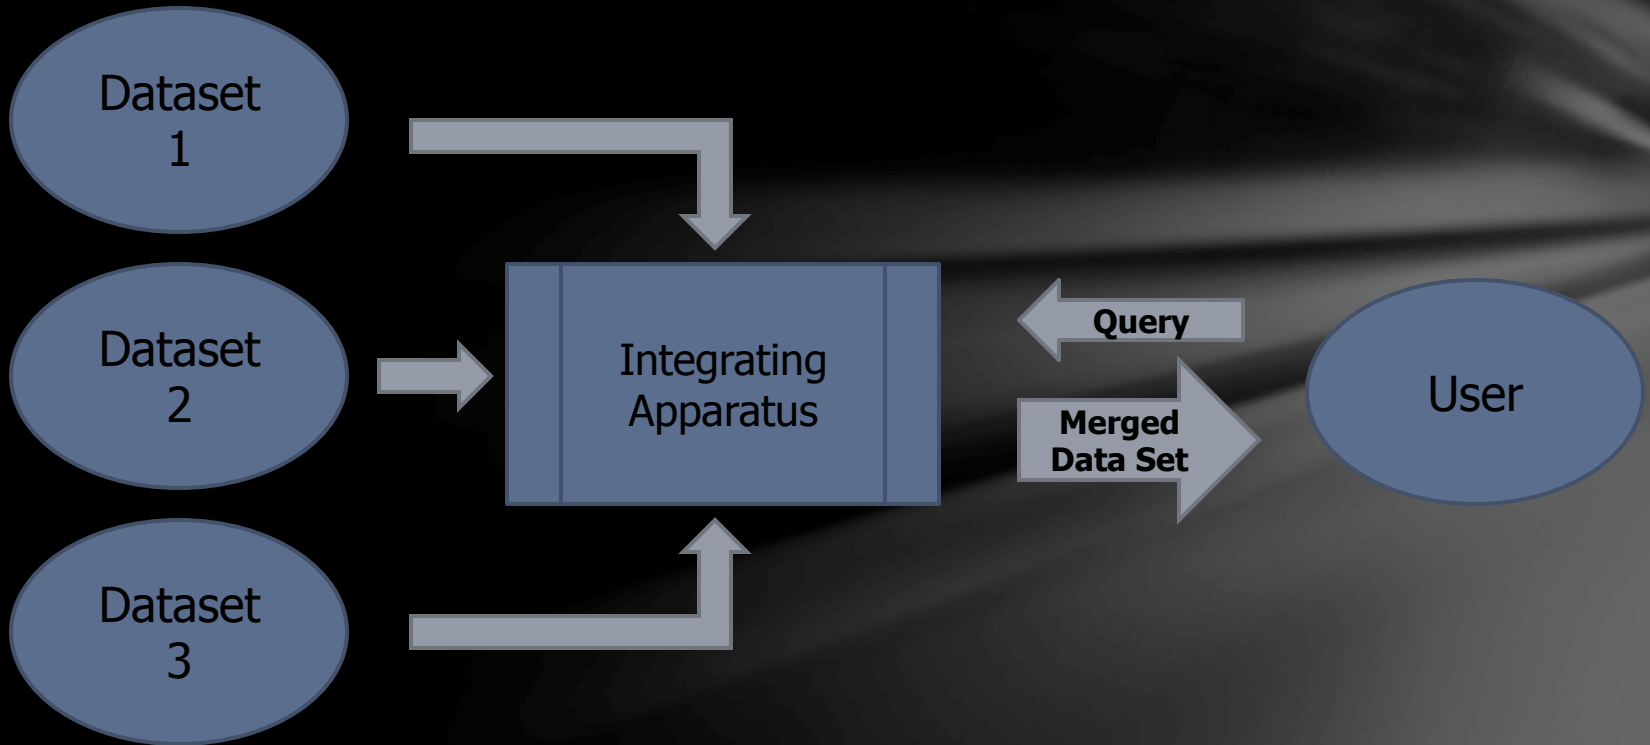 Dataset
1
Dataset
2
Dataset
3
Integrating
Apparatus
Query
Merged
Data Set
User